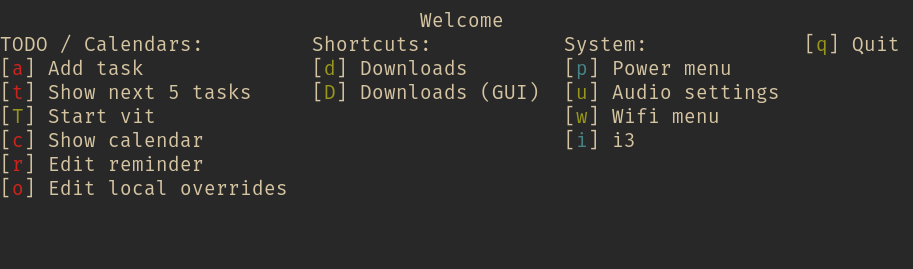 Welcome
TODO / Calendars: Shortcuts: System: [q] Quit
[a] Add task [d] Downloads [p] Power menu
[t] Show next 5 tasks [D] Downloads (GUI) [u] Audio settings
[T] Start vit [w] Wifi menu
[c] Show calendar [i] i3
[r] Edit reminder
[o] Edit local overrides